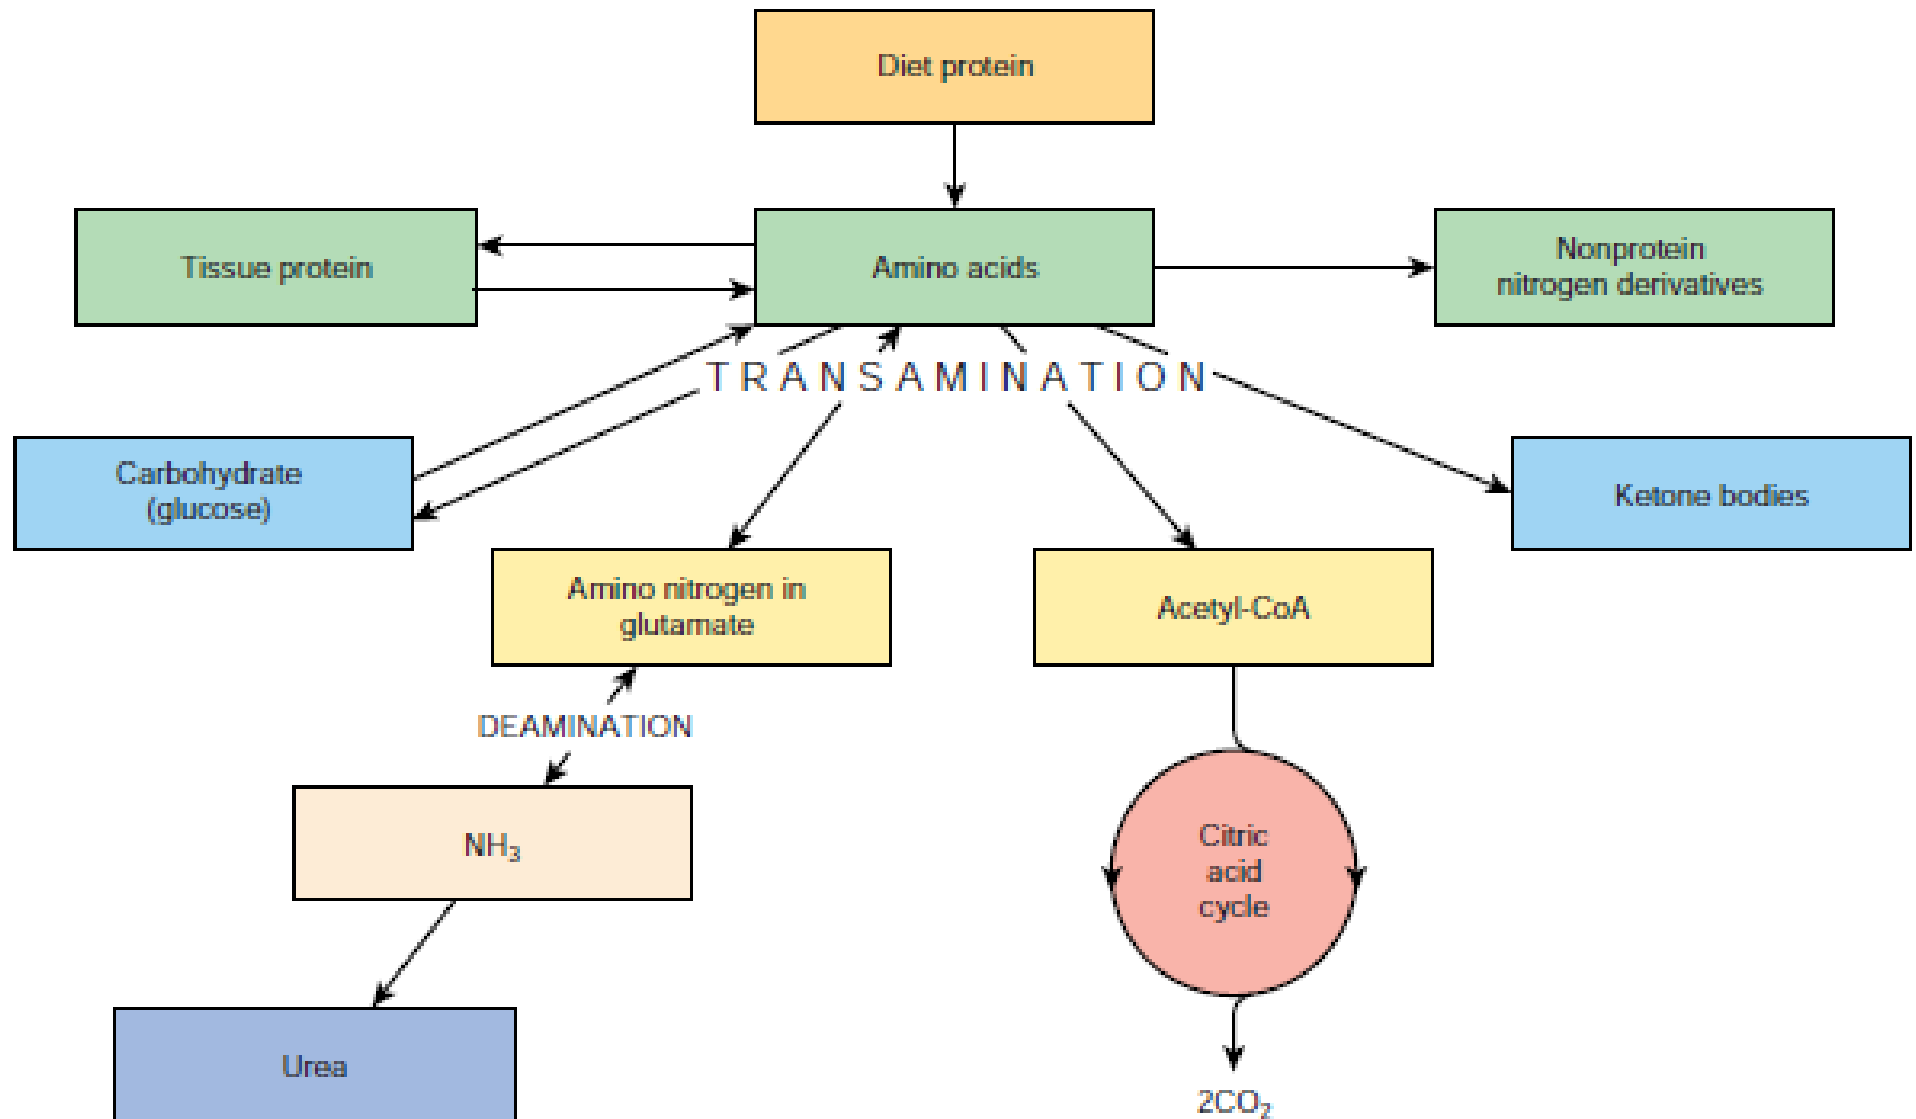 Diet protein
Tissue protein
Amino acids
Nonprotein
nitrogen derivatives
TRANSAMINATION
Carbohydrate
(glucose)
Ketone bodies
Amino nitrogen in
glutamate
Acetyl-CoA
DEAMINATION
NH₃
Citric
acid
cycle
Urea
2CO₂